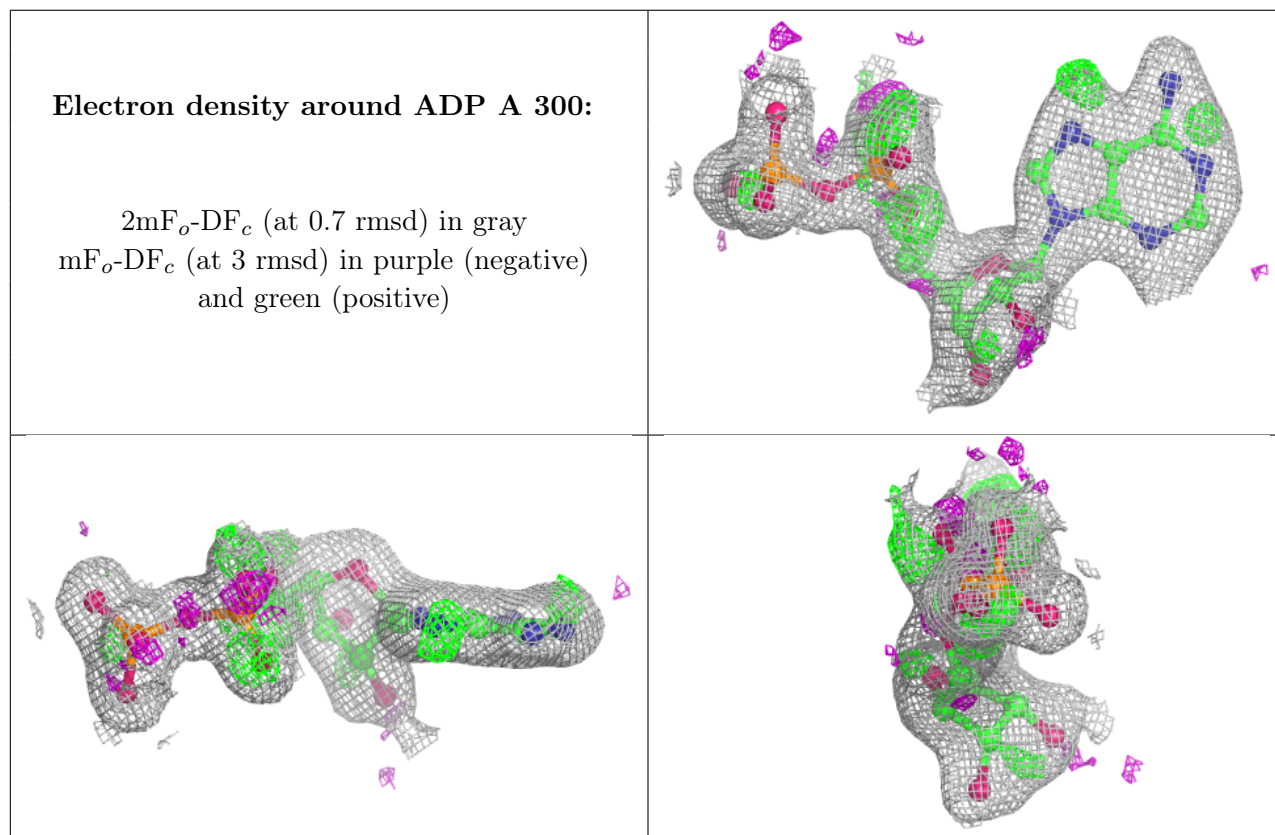 Electron density around ADP A 300:
2mFo-DFc (at 0.7 rmsd) in gray
mFo-DFc (at 3 rmsd) in purple (negative)
and green (positive)